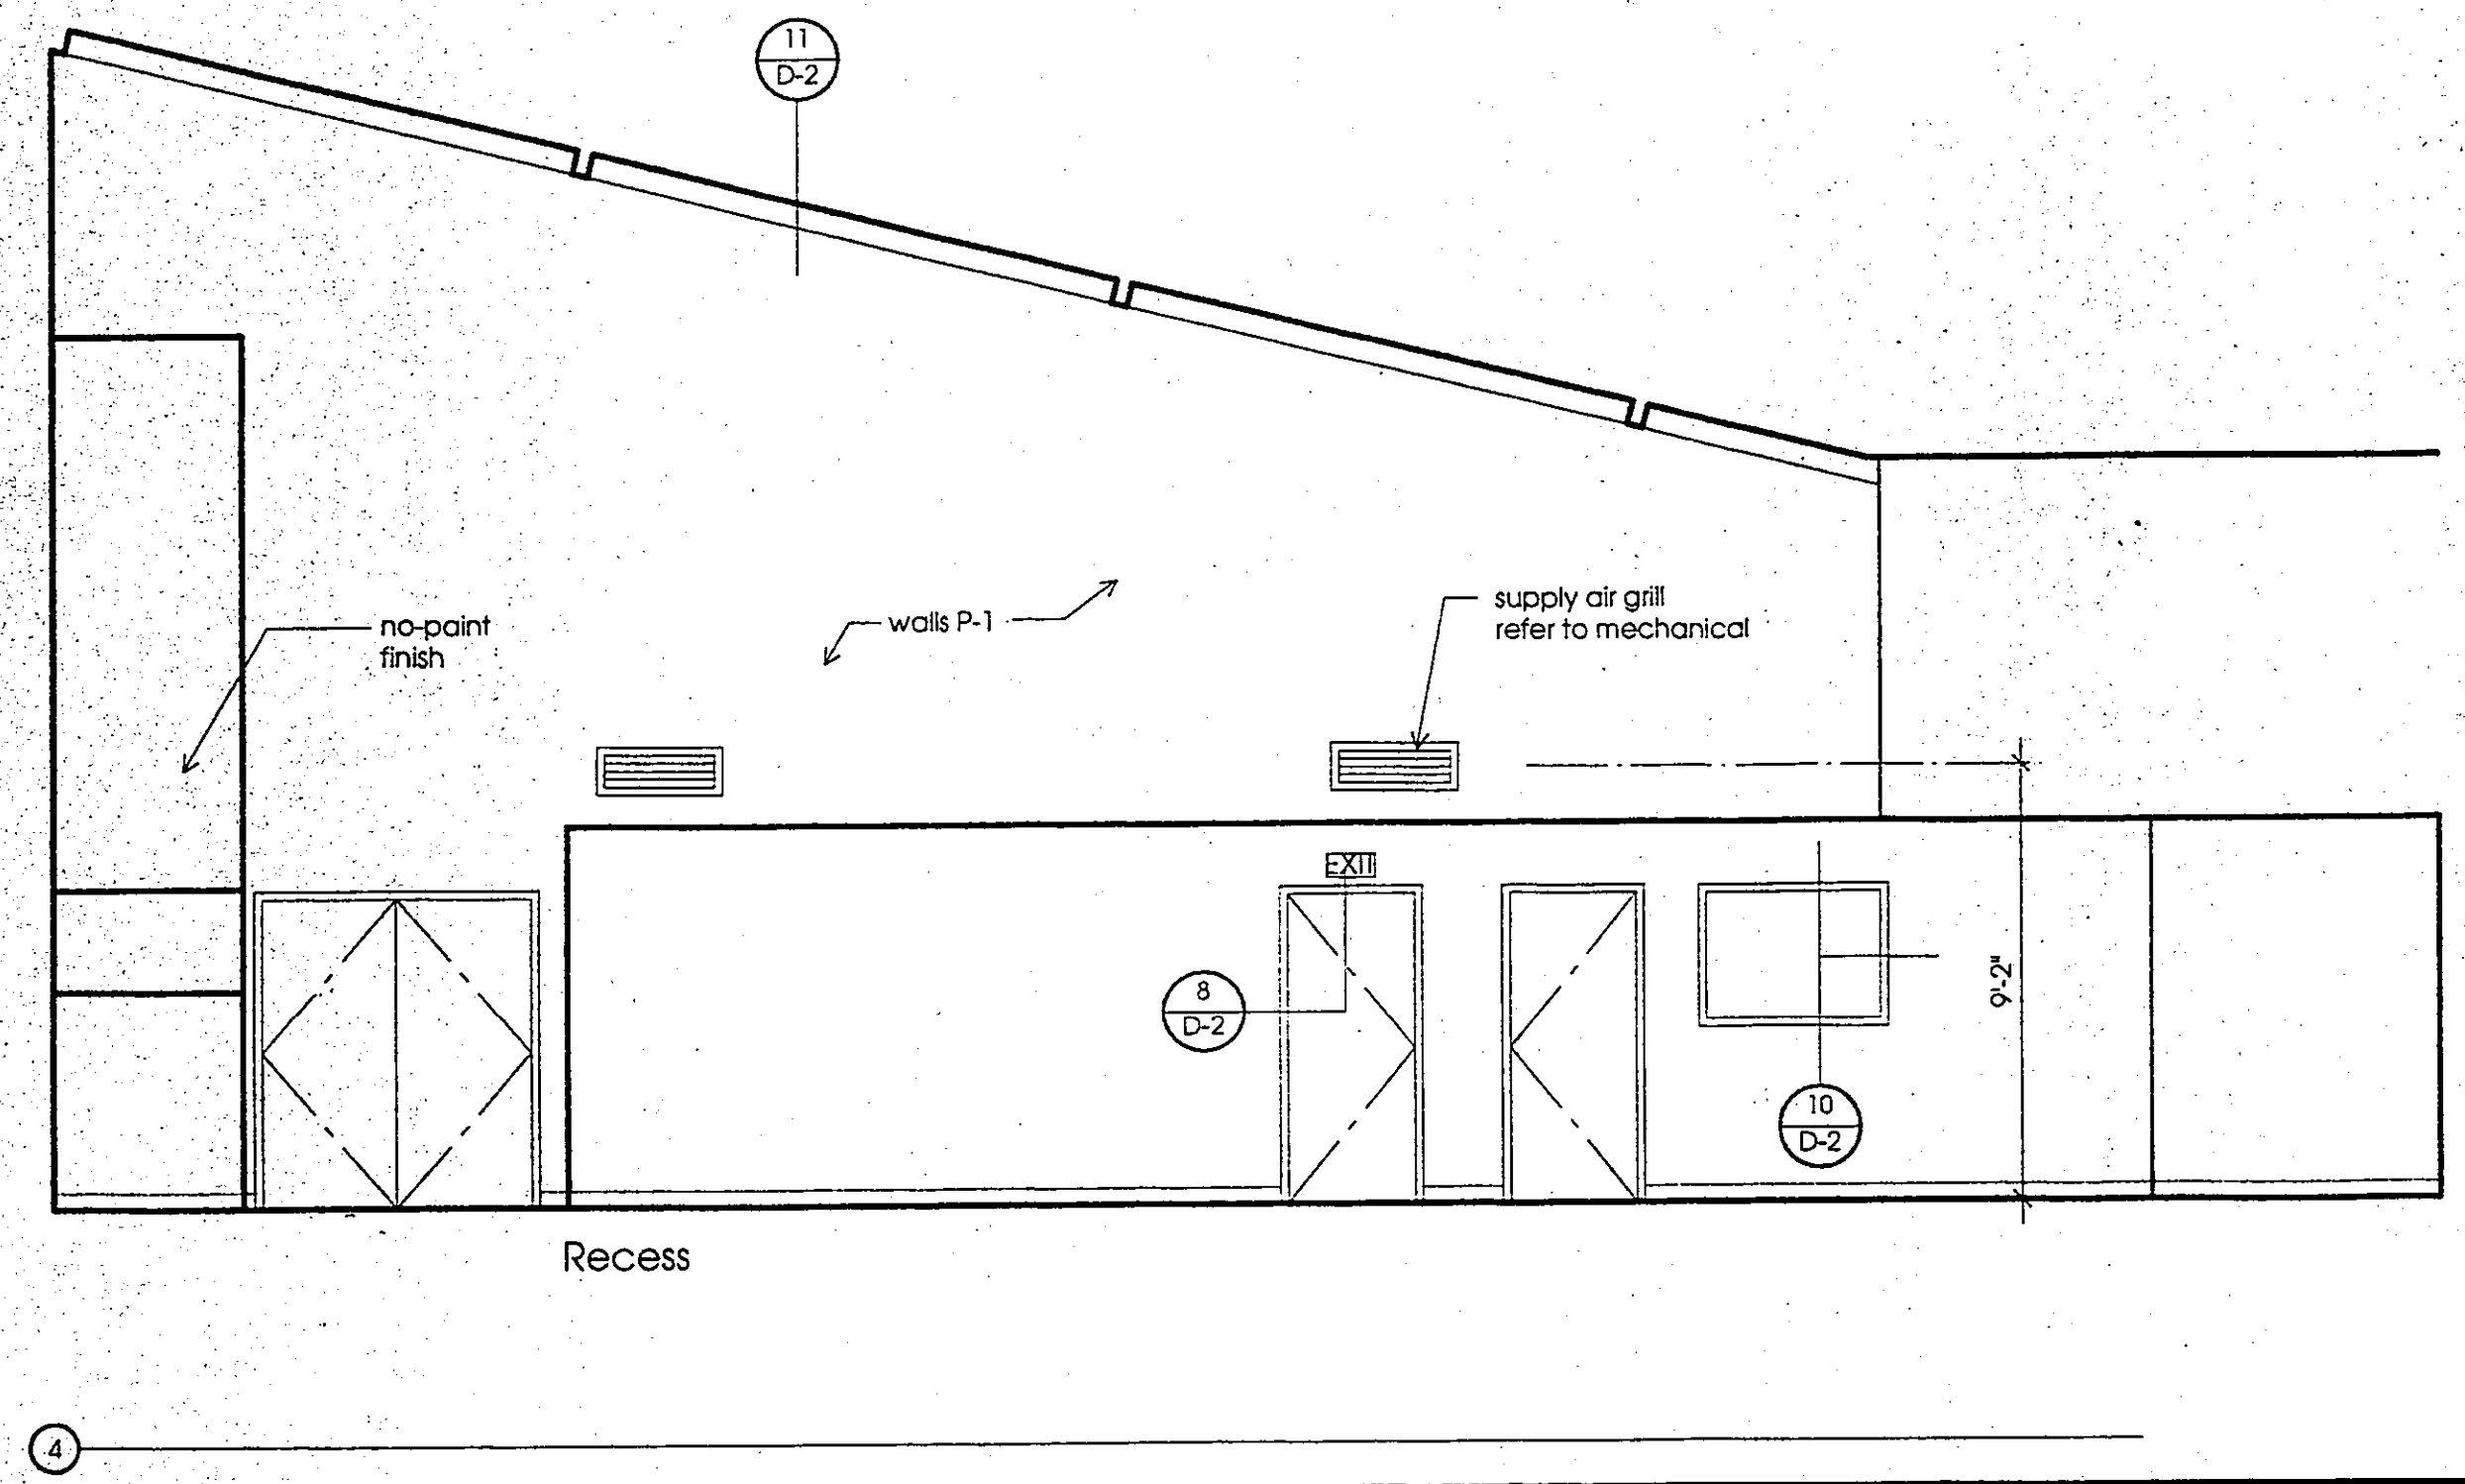 11
D-2
no-paint
finish
walls P-1
supply air grill
refer to mechanical
EXIT
8
D-2
9'-2"
10
D-2
Recess
4